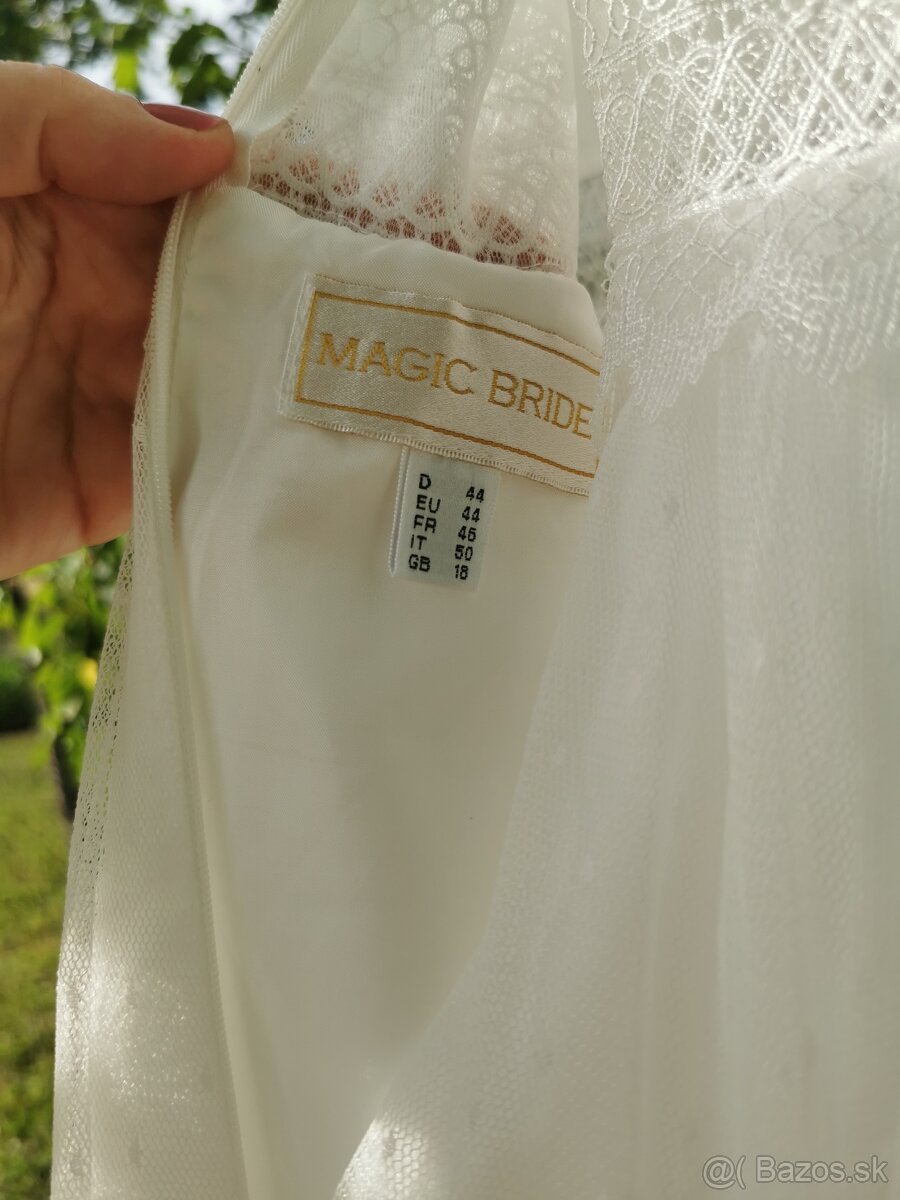 MAGIC BRIDE
D 44
EU 44
FR 46
IT 50
GB 18
@( Bazos.sk